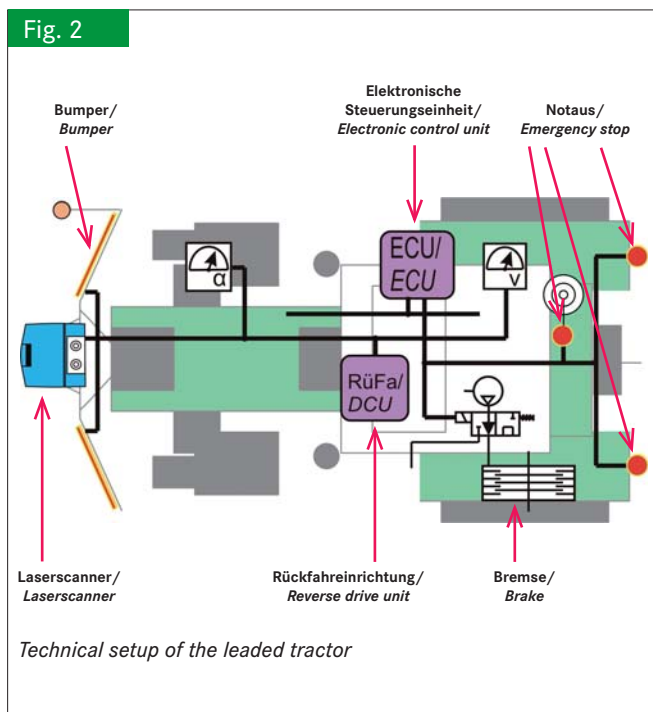 Fig. 2
Bumper/
Bumper
Elektronische
Steuerungseinheit/
Electronic control unit
Notaus/
Emergency stop
α
ECU/
ECU
v
RüFa/
DCU
Laserscanner/
Laserscanner
Rückfahreinrichtung/
Reverse drive unit
Bremse/
Brake
Technical setup of the leaded tractor